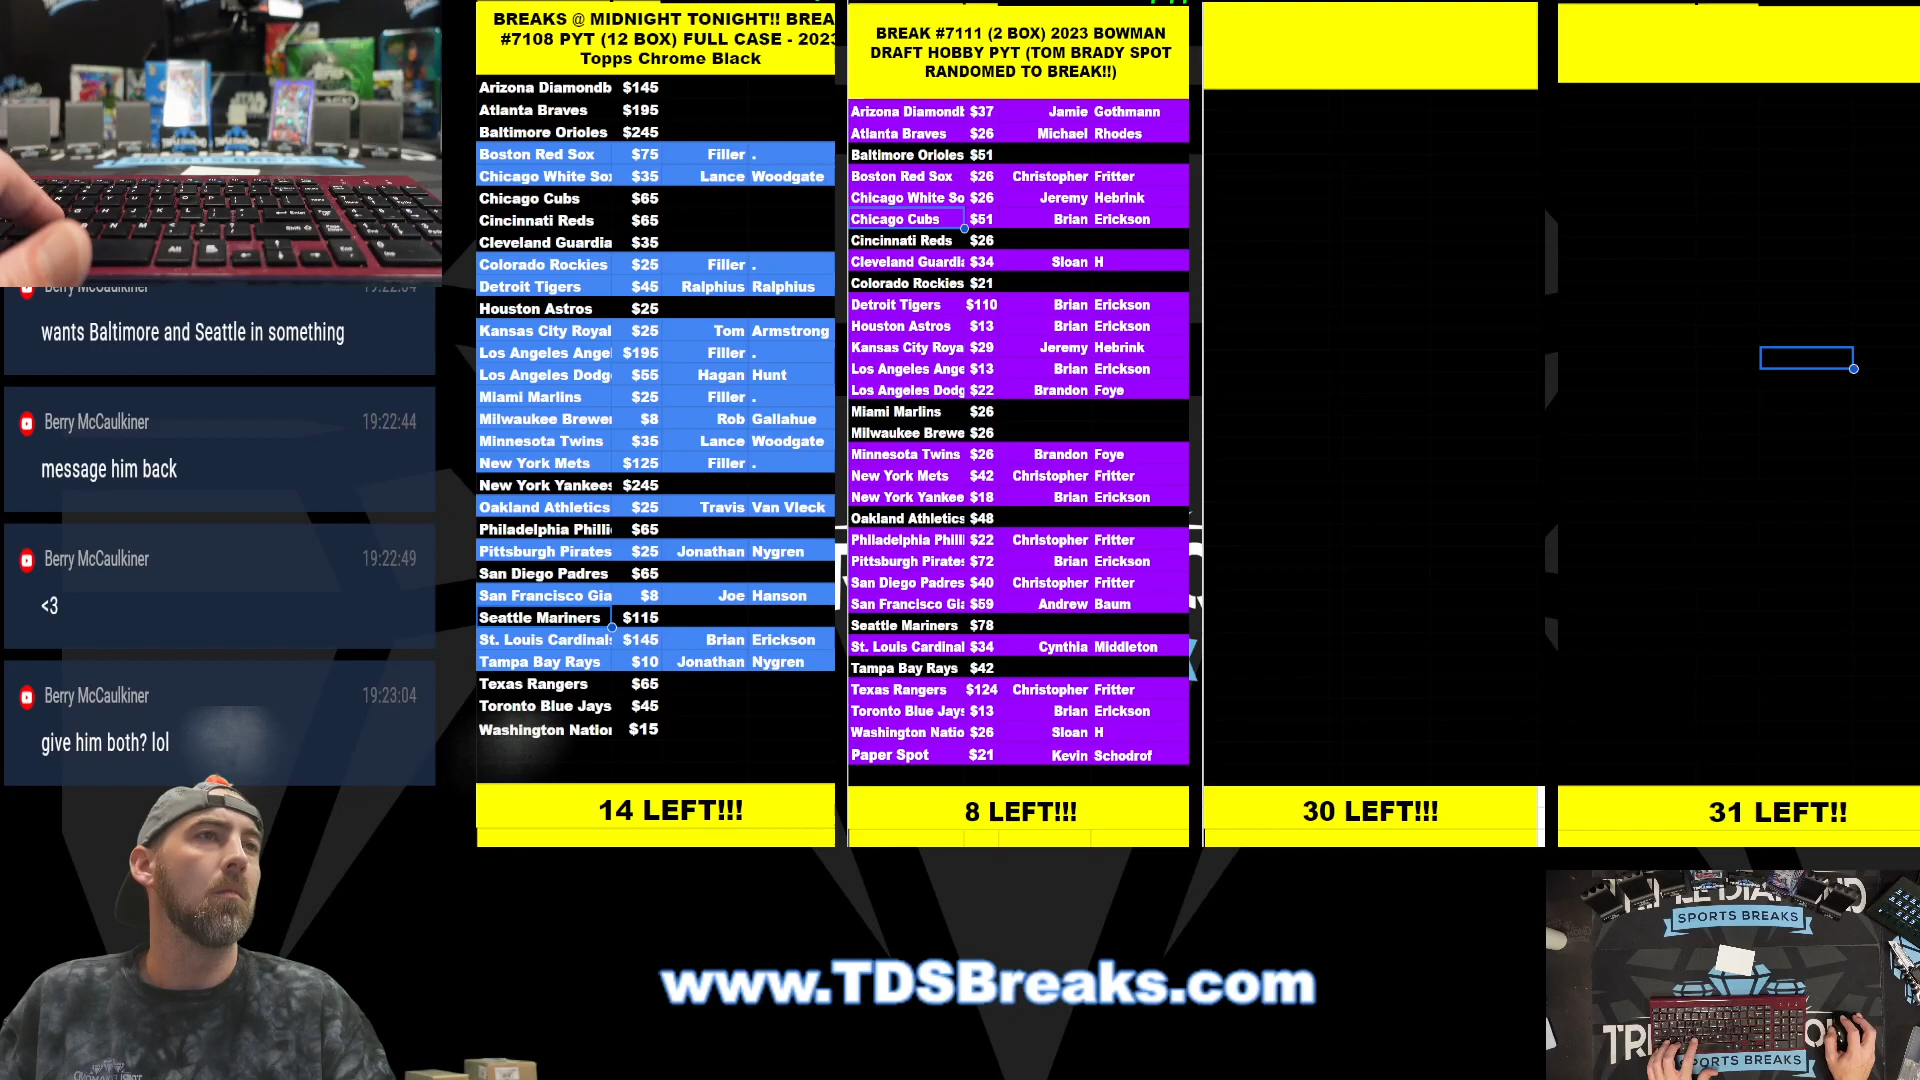 wants Baltimore and Seattle in something
Berry McCaulkiner 19:22:44
message him back
Berry McCaulkiner 19:22:49
<3
Berry McCaulkiner 19:23:04
give him both? lol
BREAKS @ MIDNIGHT TONIGHT!! BREA
#7108 PYT (12 BOX) FULL CASE - 2023
Topps Chrome Black
Arizona Diamondb $145
Atlanta Braves $195
Baltimore Orioles $245
Boston Red Sox $75 Filler .
Chicago White Sox $35 Lance Woodgate
Chicago Cubs $65
Cincinnati Reds $65
Cleveland Guardia $35
Colorado Rockies $25 Filler .
Detroit Tigers $45 Ralphius Ralphius
Houston Astros $25
Kansas City Royal $25 Tom Armstrong
Los Angeles Ange $195 Filler .
Los Angeles Dodg $55 Hagan Hunt
Miami Marlins $25 Filler .
Milwaukee Brewer $8 Rob Gallahue
Minnesota Twins $35 Lance Woodgate
New York Mets $125 Filler .
New York Yankees $245
Oakland Athletics $25 Travis Van Vleck
Philadelphia Philli $65
Pittsburgh Pirates $25 Jonathan Nygren
San Diego Padres $65
San Francisco Gia $8 Joe Hanson
Seattle Mariners $115
St. Louis Cardinals $145 Brian Erickson
Tampa Bay Rays $10 Jonathan Nygren
Texas Rangers $65
Toronto Blue Jays $45
Washington Natio $15
14 LEFT!!!
BREAK #7111 (2 BOX) 2023 BOWMAN
DRAFT HOBBY PYT (TOM BRADY SPOT
RANDOMED TO BREAK!!)
Arizona Diamondb $37 Jamie Gothmann
Atlanta Braves $26 Michael Rhodes
Baltimore Orioles $51
Boston Red Sox $26 Christopher Fritter
Chicago White So $26 Jeremy Hebrink
Chicago Cubs $51 Brian Erickson
Cincinnati Reds $26
Cleveland Guardia $34 Sloan H
Colorado Rockies $21
Detroit Tigers $110 Brian Erickson
Houston Astros $13 Brian Erickson
Kansas City Roya $29 Jeremy Hebrink
Los Angeles Ange $13 Brian Erickson
Los Angeles Dodg $22 Brandon Foye
Miami Marlins $26
Milwaukee Brewe $26
Minnesota Twins $26 Brandon Foye
New York Mets $42 Christopher Fritter
New York Yankee $18 Brian Erickson
Oakland Athletics $48
Philadelphia Philli $22 Christopher Fritter
Pittsburgh Pirates $72 Brian Erickson
San Diego Padres $40 Christopher Fritter
San Francisco Gia $59 Andrew Baum
Seattle Mariners $78
St. Louis Cardinal $34 Cynthia Middleton
Tampa Bay Rays $42
Texas Rangers $124 Christopher Fritter
Toronto Blue Jays $13 Brian Erickson
Washington Natio $26 Sloan H
Paper Spot $21 Kevin Schodrof
8 LEFT!!!
30 LEFT!!!
31 LEFT!!
SPORTS BREAKS
SPORTS BREAKS
www.TDSBreaks.com